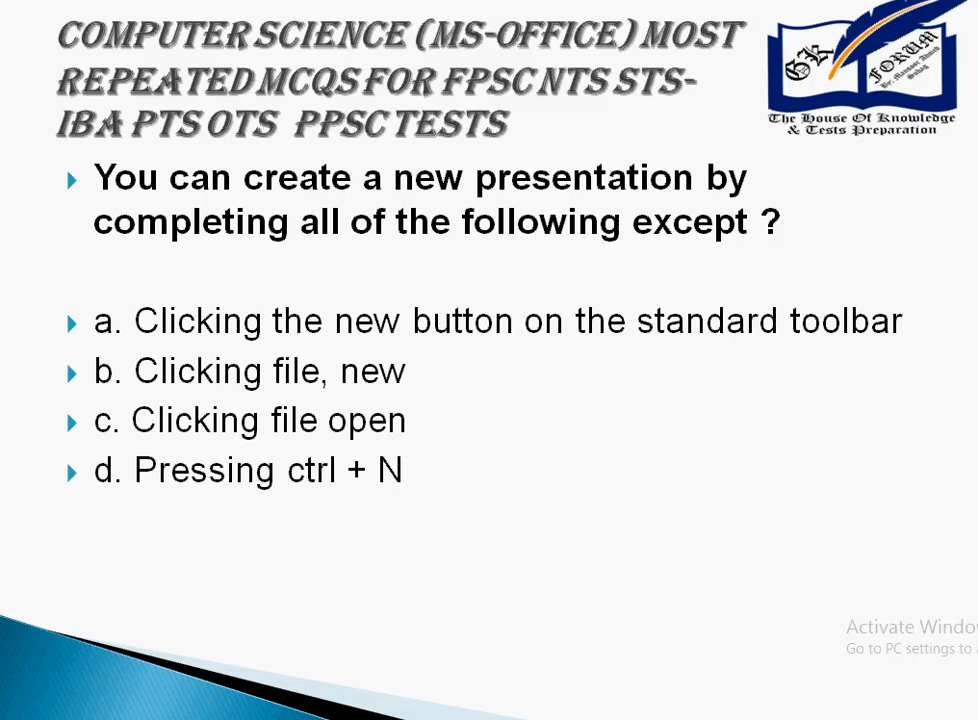 COMPUTER SCIENCE (MS-OFFICE) MOST
REPEATED MCQS FOR FPSC NTS STS-
IBA PTS OTS PPSC TESTS
GK
FORUM
The House Of Knowledge
& Tests Preparation
You can create a new presentation by
completing all of the following except ?
a. Clicking the new button on the standard toolbar
b. Clicking file, new
c. Clicking file open
d. Pressing ctrl + N
Activate Windo
Go to PC settings to